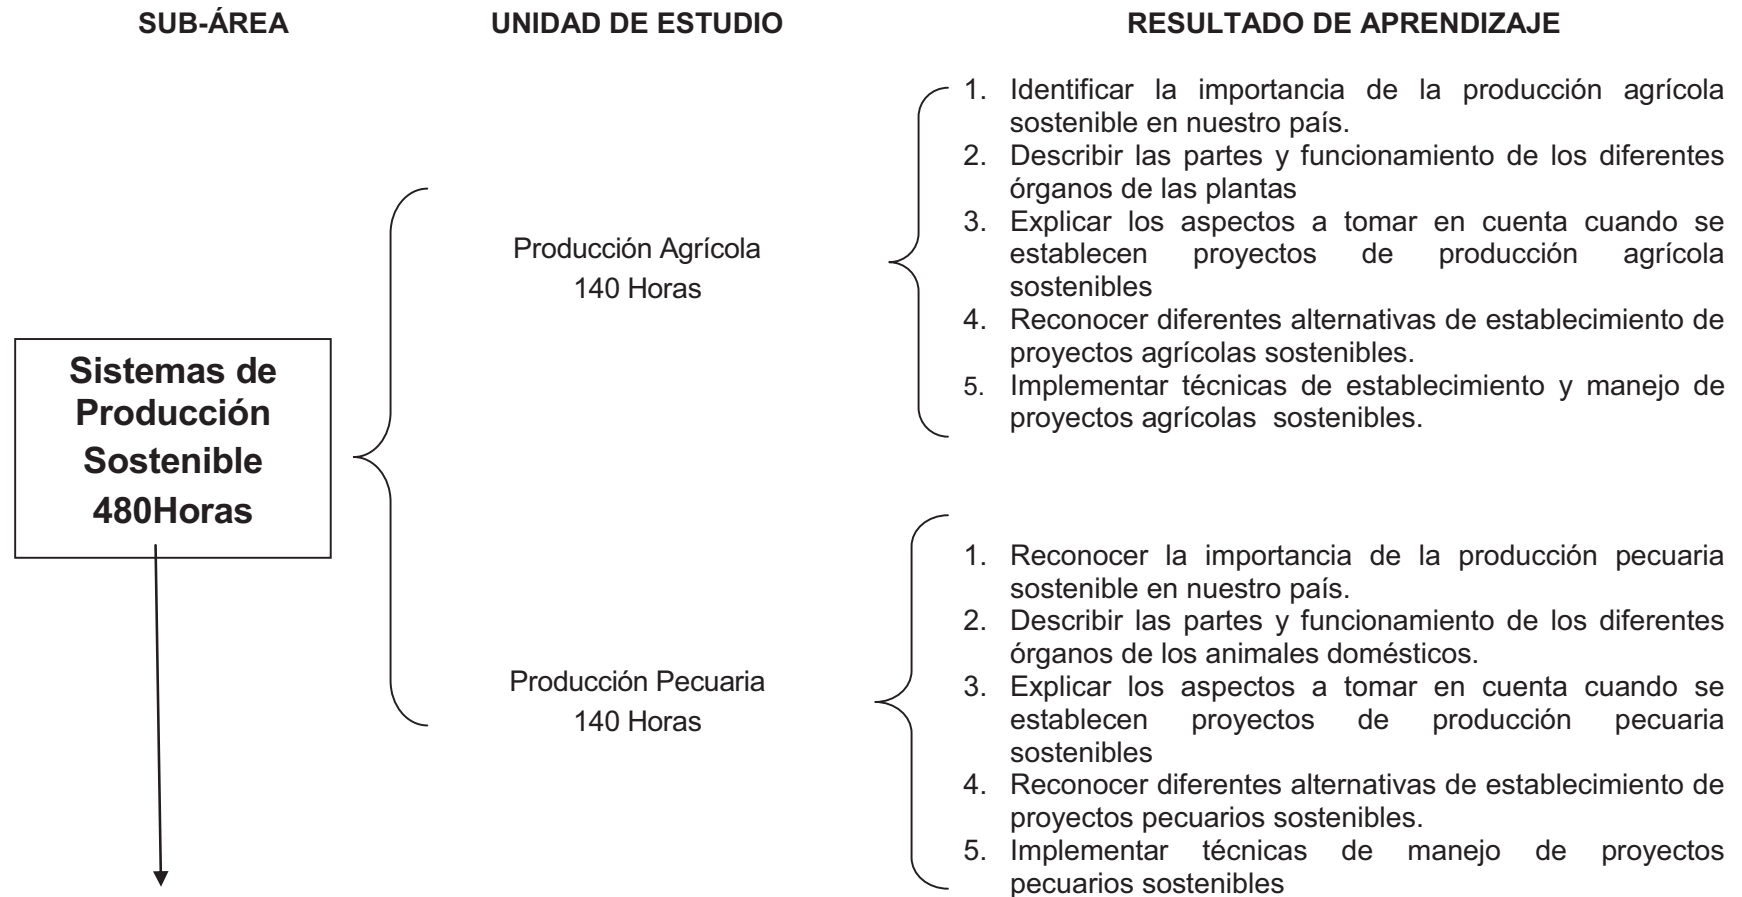 SUB-ÁREA UNIDAD DE ESTUDIO RESULTADO DE APRENDIZAJE
Sistemas de
Producción
Sostenible
480Horas
Producción Agrícola
140 Horas
1. Identificar la importancia de la producción agrícola
sostenible en nuestro país.
2. Describir las partes y funcionamiento de los diferentes
órganos de las plantas
3. Explicar los aspectos a tomar en cuenta cuando se
establecen proyectos de producción agrícola
sostenibles
4. Reconocer diferentes alternativas de establecimiento de
proyectos agrícolas sostenibles.
5. Implementar técnicas de establecimiento y manejo de
proyectos agrícolas sostenibles.
Producción Pecuaria
140 Horas
1. Reconocer la importancia de la producción pecuaria
sostenible en nuestro país.
2. Describir las partes y funcionamiento de los diferentes
órganos de los animales domésticos.
3. Explicar los aspectos a tomar en cuenta cuando se
establecen proyectos de producción pecuaria
sostenibles
4. Reconocer diferentes alternativas de establecimiento de
proyectos pecuarios sostenibles.
5. Implementar técnicas de manejo de proyectos
pecuarios sostenibles